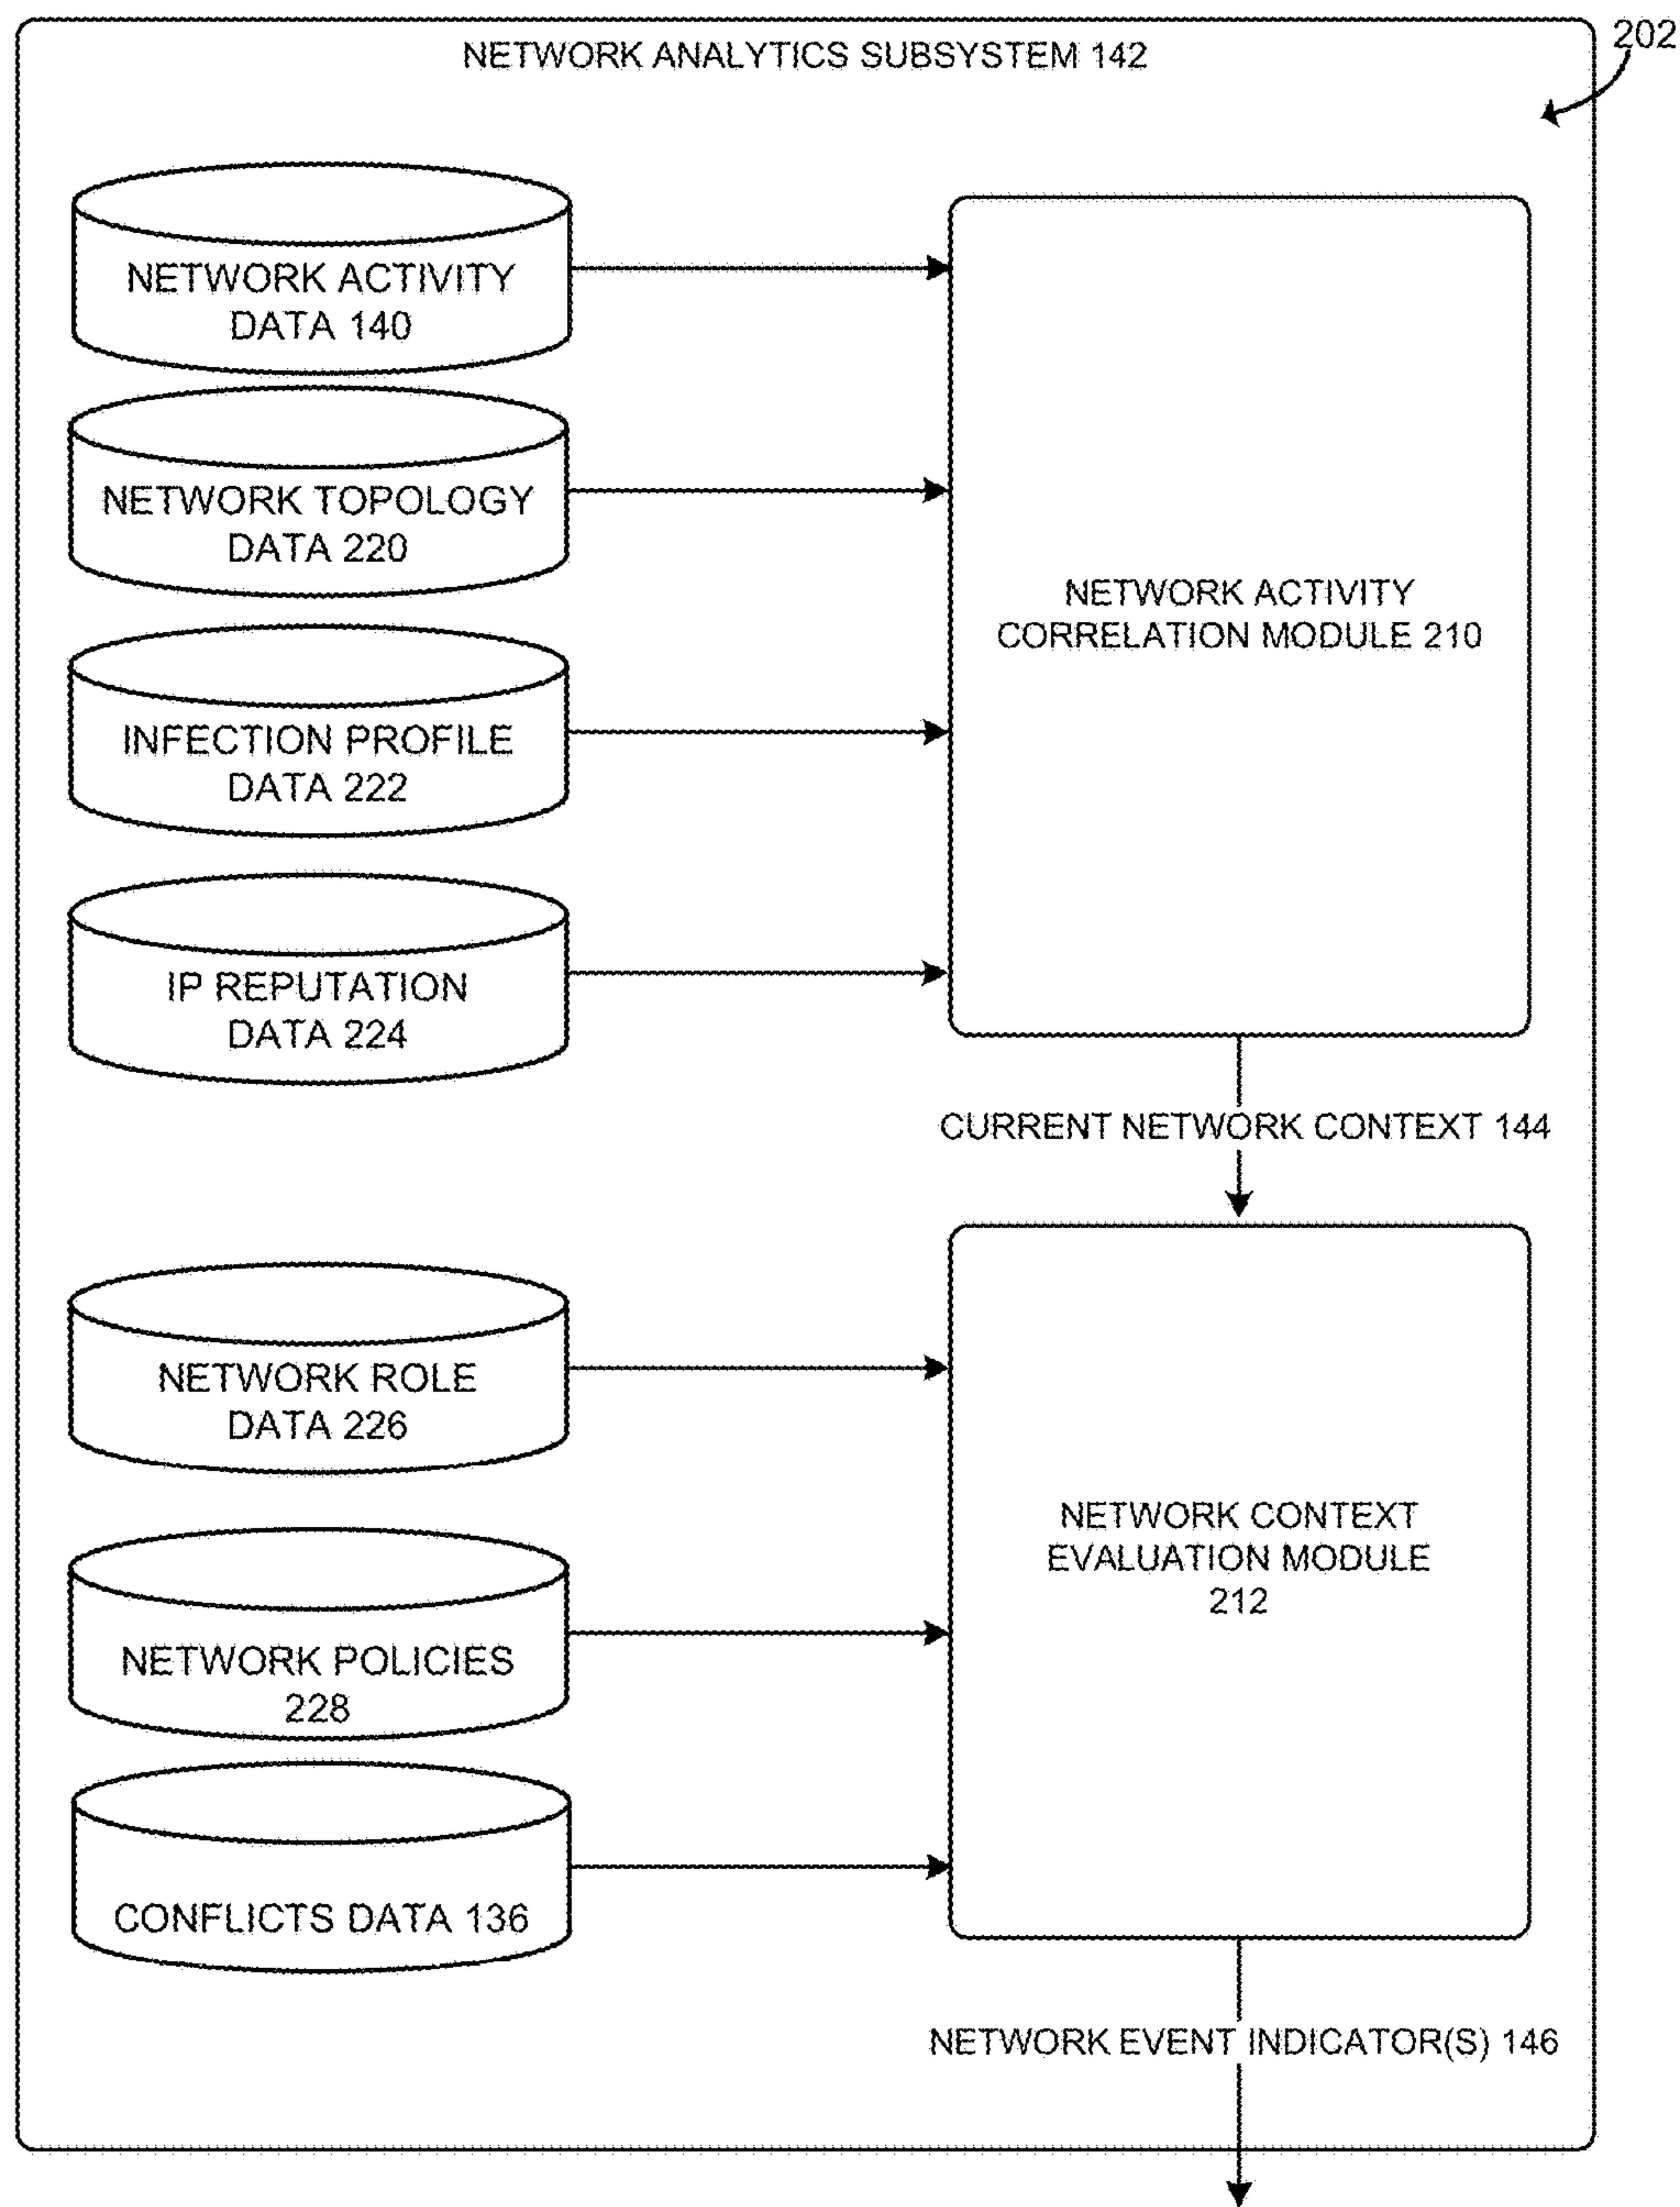 NETWORK ANALYTICS SUBSYSTEM 142
202
NETWORK ACTIVITY
DATA 140
NETWORK TOPOLOGY
DATA 220
INFECTION PROFILE
DATA 222
IP REPUTATION
DATA 224
NETWORK ACTIVITY
CORRELATION MODULE 210
CURRENT NETWORK CONTEXT 144
NETWORK ROLE
DATA 226
NETWORK POLICIES
228
CONFLICTS DATA 136
NETWORK CONTEXT
EVALUATION MODULE
212
NETWORK EVENT INDICATOR(S) 146